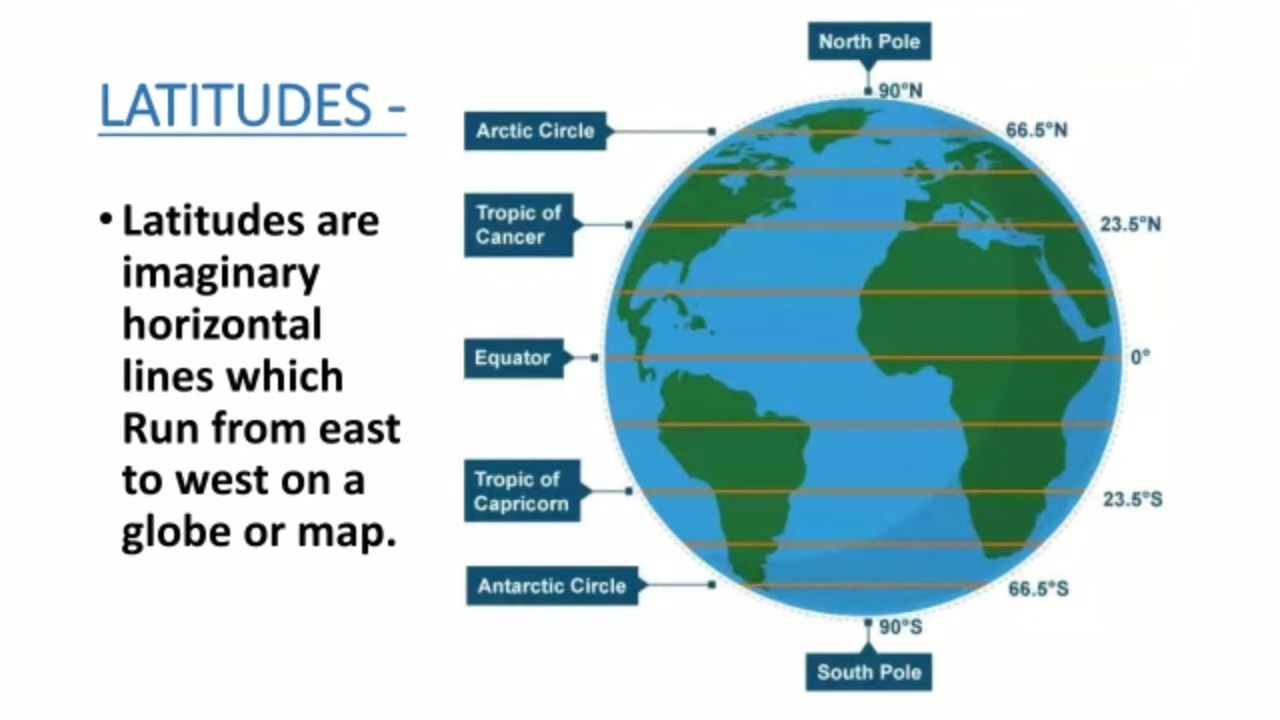 LATITUDES -
• Latitudes are
imaginary
horizontal
lines which
Run from east
to west on a
globe or map.
North Pole
90°N
Arctic Circle
66.5°N
Tropic of
Cancer
23.5°N
Equator
0°
Tropic of
Capricorn
23.5°S
Antarctic Circle
66.5°S
90°S
South Pole